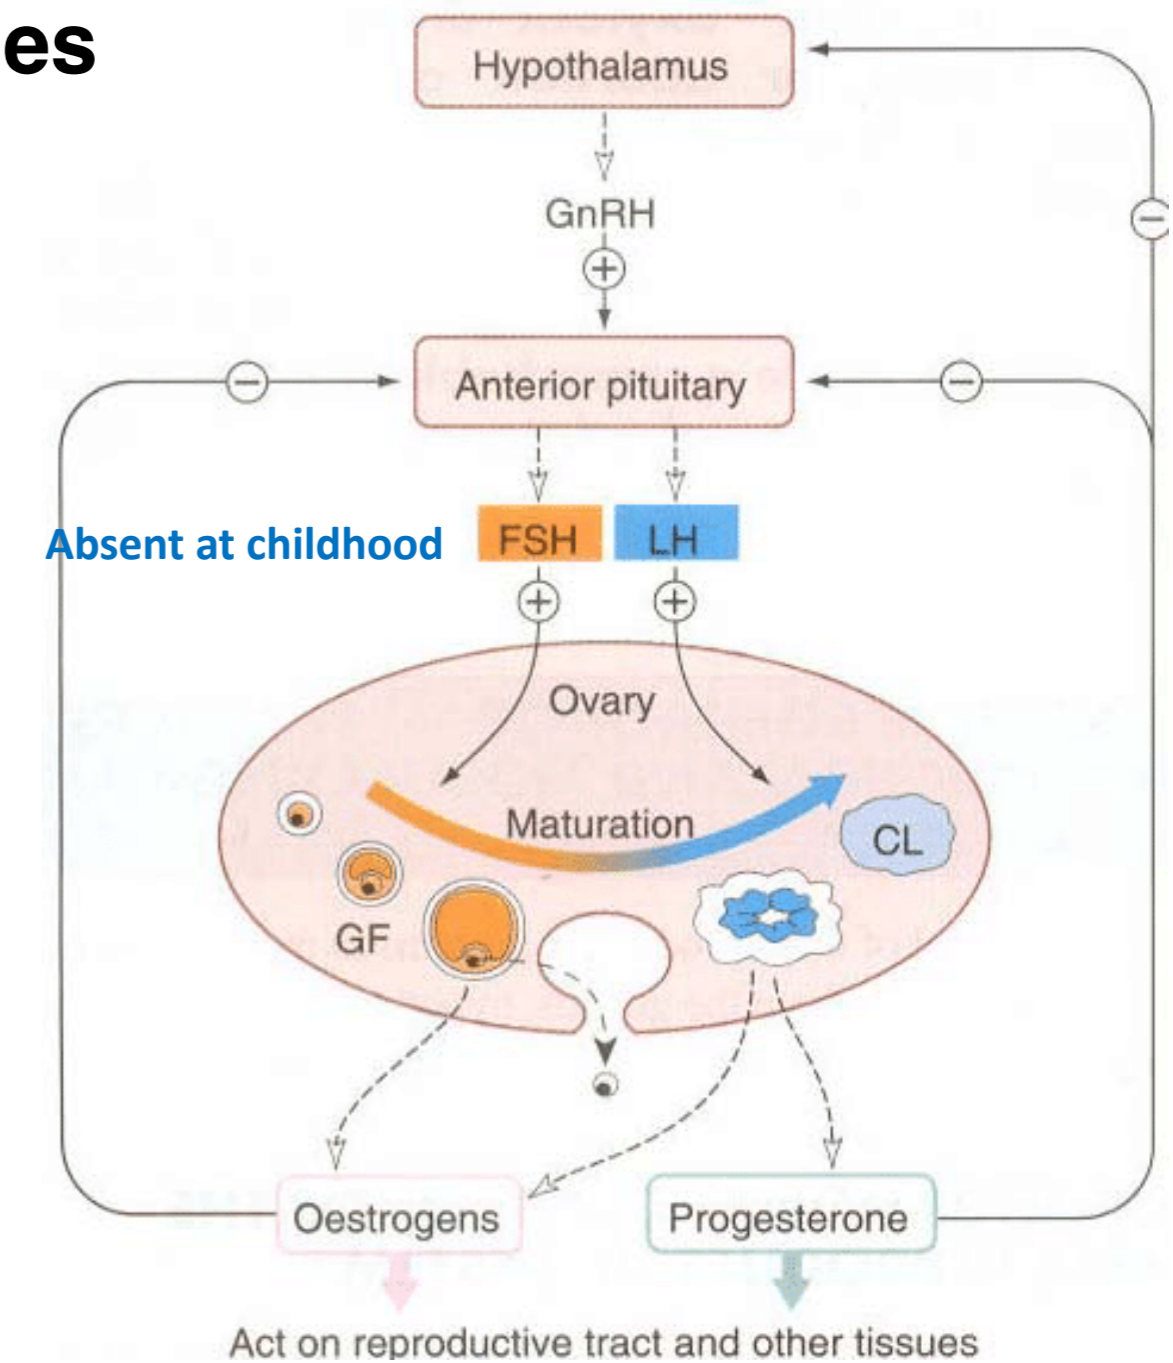 es
Hypothalamus
GnRH
+
−
− Anterior pituitary −
Absent at childhood FSH LH
+ +
Ovary
Maturation
CL
GF
Oestrogens Progesterone
Act on reproductive tract and other tissues